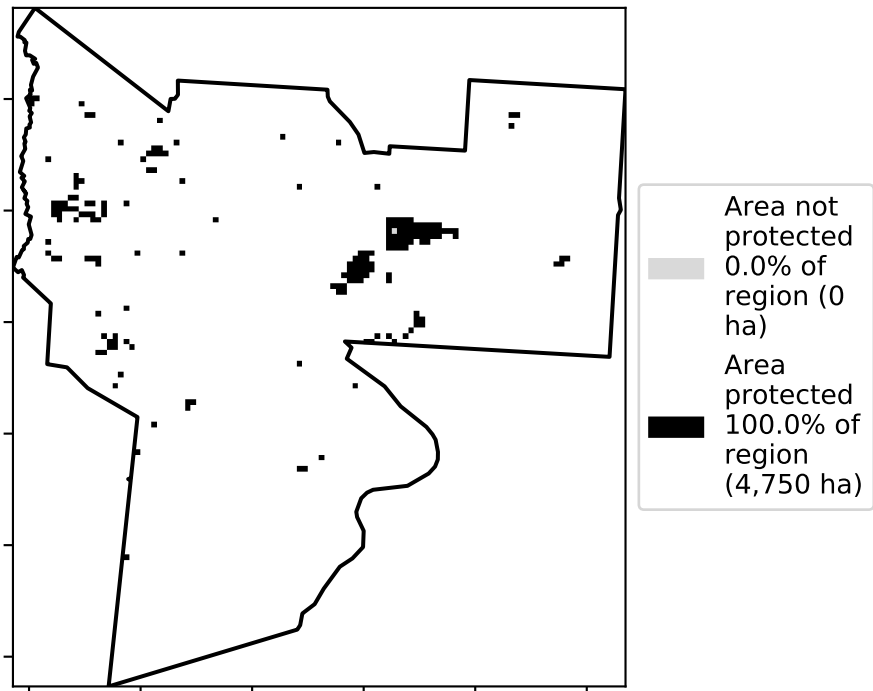 Area not
protected
0.0% of
region (0
ha)
Area
protected
100.0% of
region
(4,750 ha)